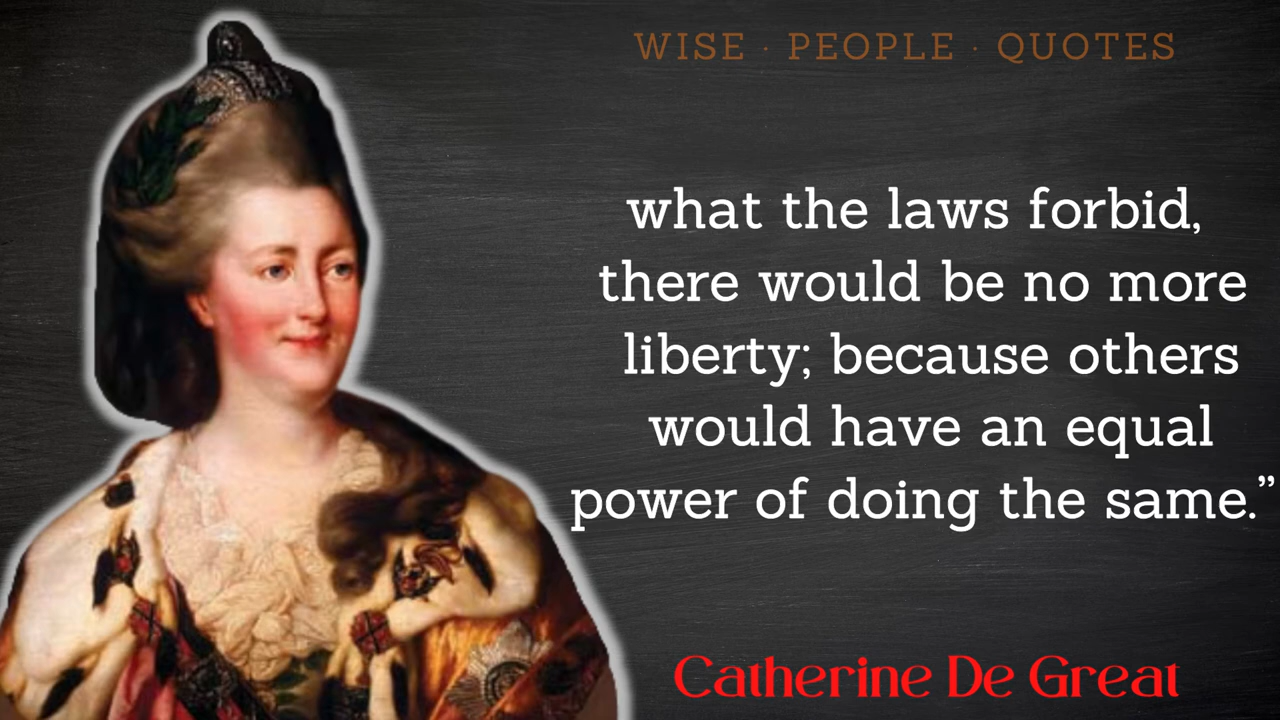 WISE · PEOPLE · QUOTES
what the laws forbid,
there would be no more
liberty; because others
would have an equal
power of doing the same.”
Catherine De Great